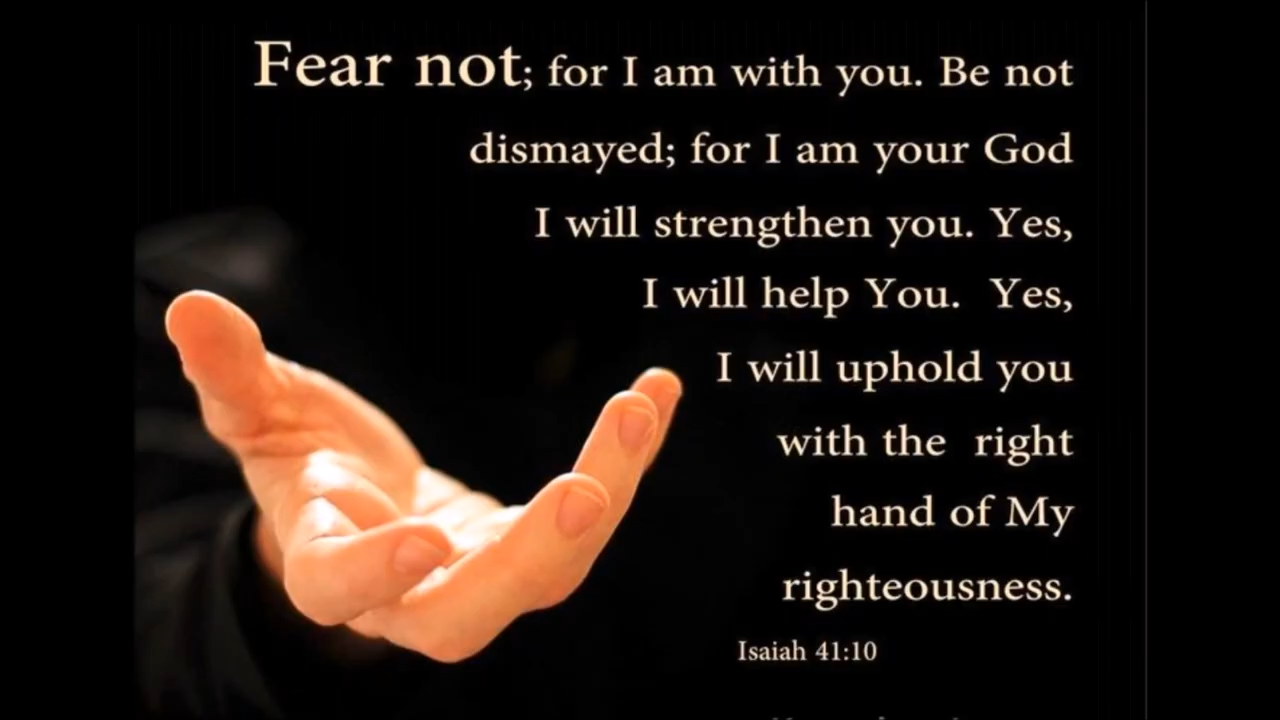 Fear not; for I am with you. Be not
dismayed; for I am your God
I will strengthen you. Yes,
I will help You. Yes,
I will uphold you
with the right
hand of My
righteousness.
Isaiah 41:10